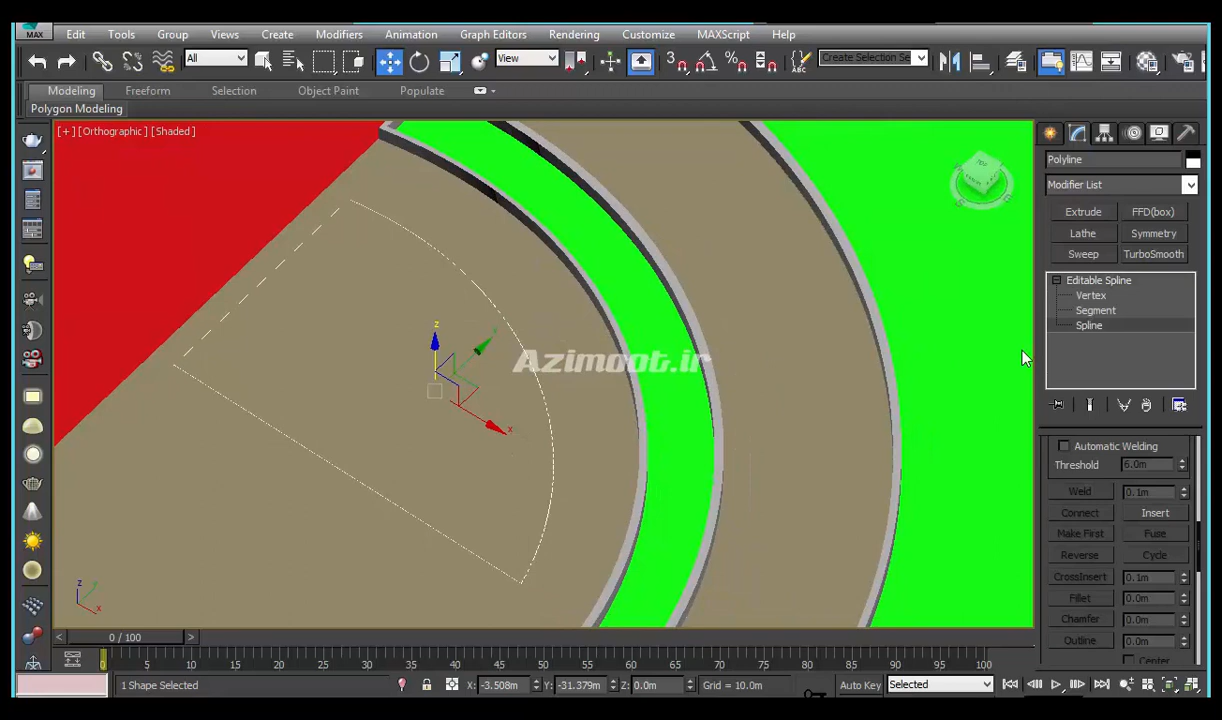 MAX Edit Tools Group Views Create Modifiers Animation Graph Editors Rendering Customize MAXScript Help
All View 3 Create Selection Se
Modeling Freeform Selection Object Paint Populate
Polygon Modeling
[+] [Orthographic] [Shaded]
TOP
Polyline
Modifier List
Extrude FFD(box)
Lathe Symmetry
Sweep TurboSmooth
Editable Spline
Vertex
Segment
Spline
z
x
Azimoot.ir
Automatic Welding
Threshold 6.0m
Weld 0.1m
Connect Insert
Make First Fuse
Reverse Cycle
CrossInsert 0.1m
Fillet 0.0m
Chamfer 0.0m
Outline 0.0m
Center
z
x
< 0 / 100 >
0 5 10 15 20 25 30 35 40 45 50 55 60 65 70 75 80 85 90 95 100
1 Shape Selected X: -3.508m Y: -31.379m Z: 0.0m Grid = 10.0m Auto Key Selected